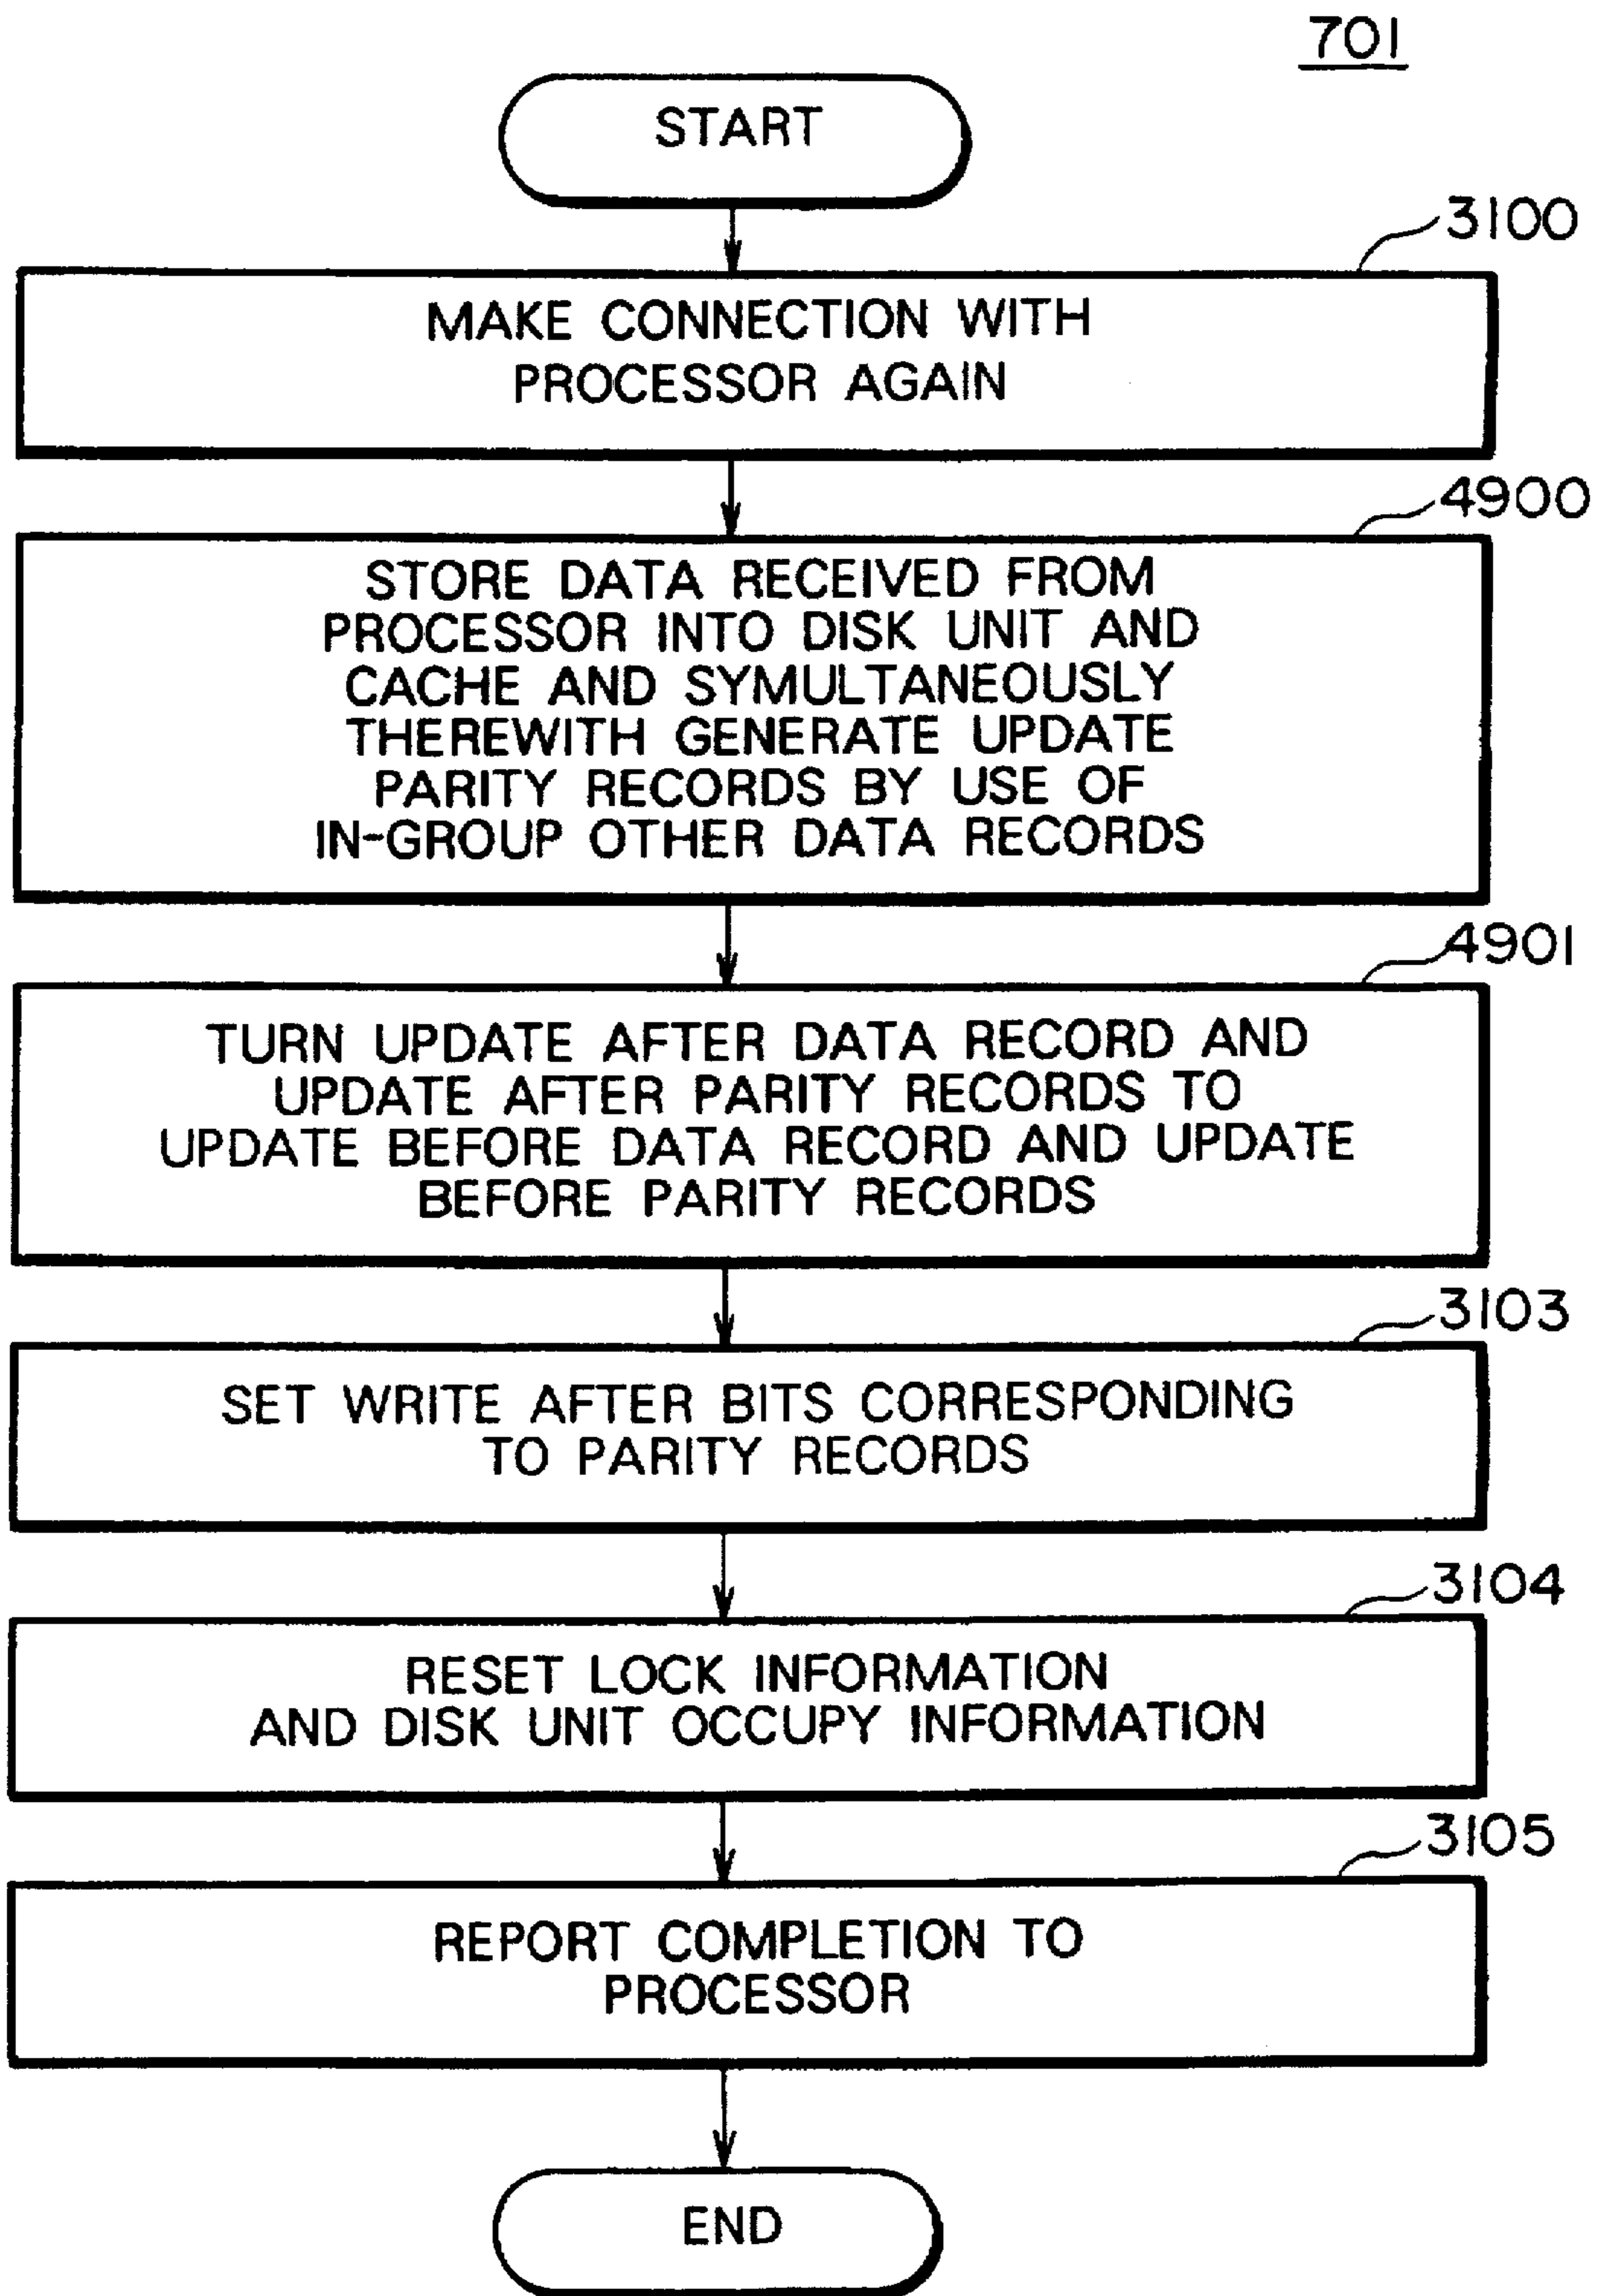 701
START
3100
MAKE CONNECTION WITH
PROCESSOR AGAIN
4900
STORE DATA RECEIVED FROM
PROCESSOR INTO DISK UNIT AND
CACHE AND SYMULTANEOUSLY
THEREWITH GENERATE UPDATE
PARITY RECORDS BY USE OF
IN-GROUP OTHER DATA RECORDS
4901
TURN UPDATE AFTER DATA RECORD AND
UPDATE AFTER PARITY RECORDS TO
UPDATE BEFORE DATA RECORD AND UPDATE
BEFORE PARITY RECORDS
3103
SET WRITE AFTER BITS CORRESPONDING
TO PARITY RECORDS
3104
RESET LOCK INFORMATION
AND DISK UNIT OCCUPY INFORMATION
3105
REPORT COMPLETION TO
PROCESSOR
END